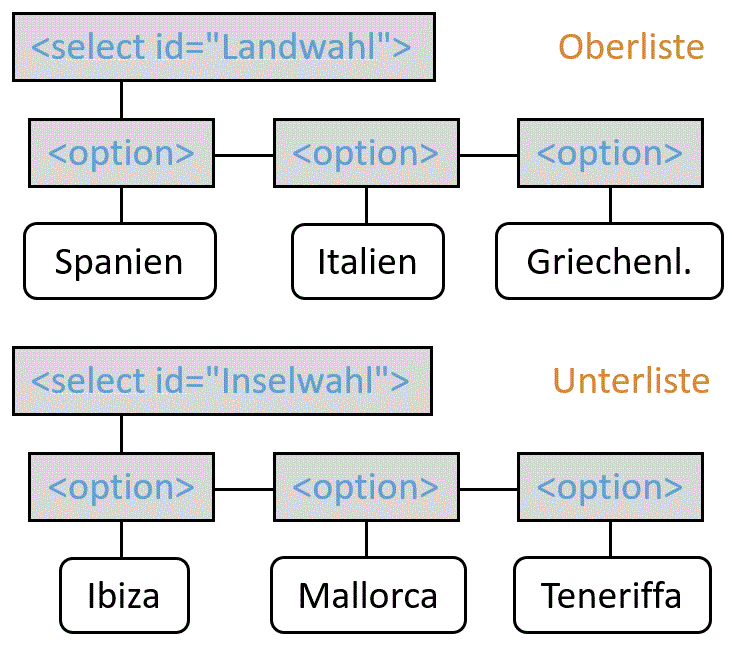 <select id="Landwahl"> Oberliste
<option> <option> <option>
Spanien Italien Griechenl.
<select id="Inselwahl"> Unterliste
<option> <option> <option>
Ibiza Mallorca Teneriffa